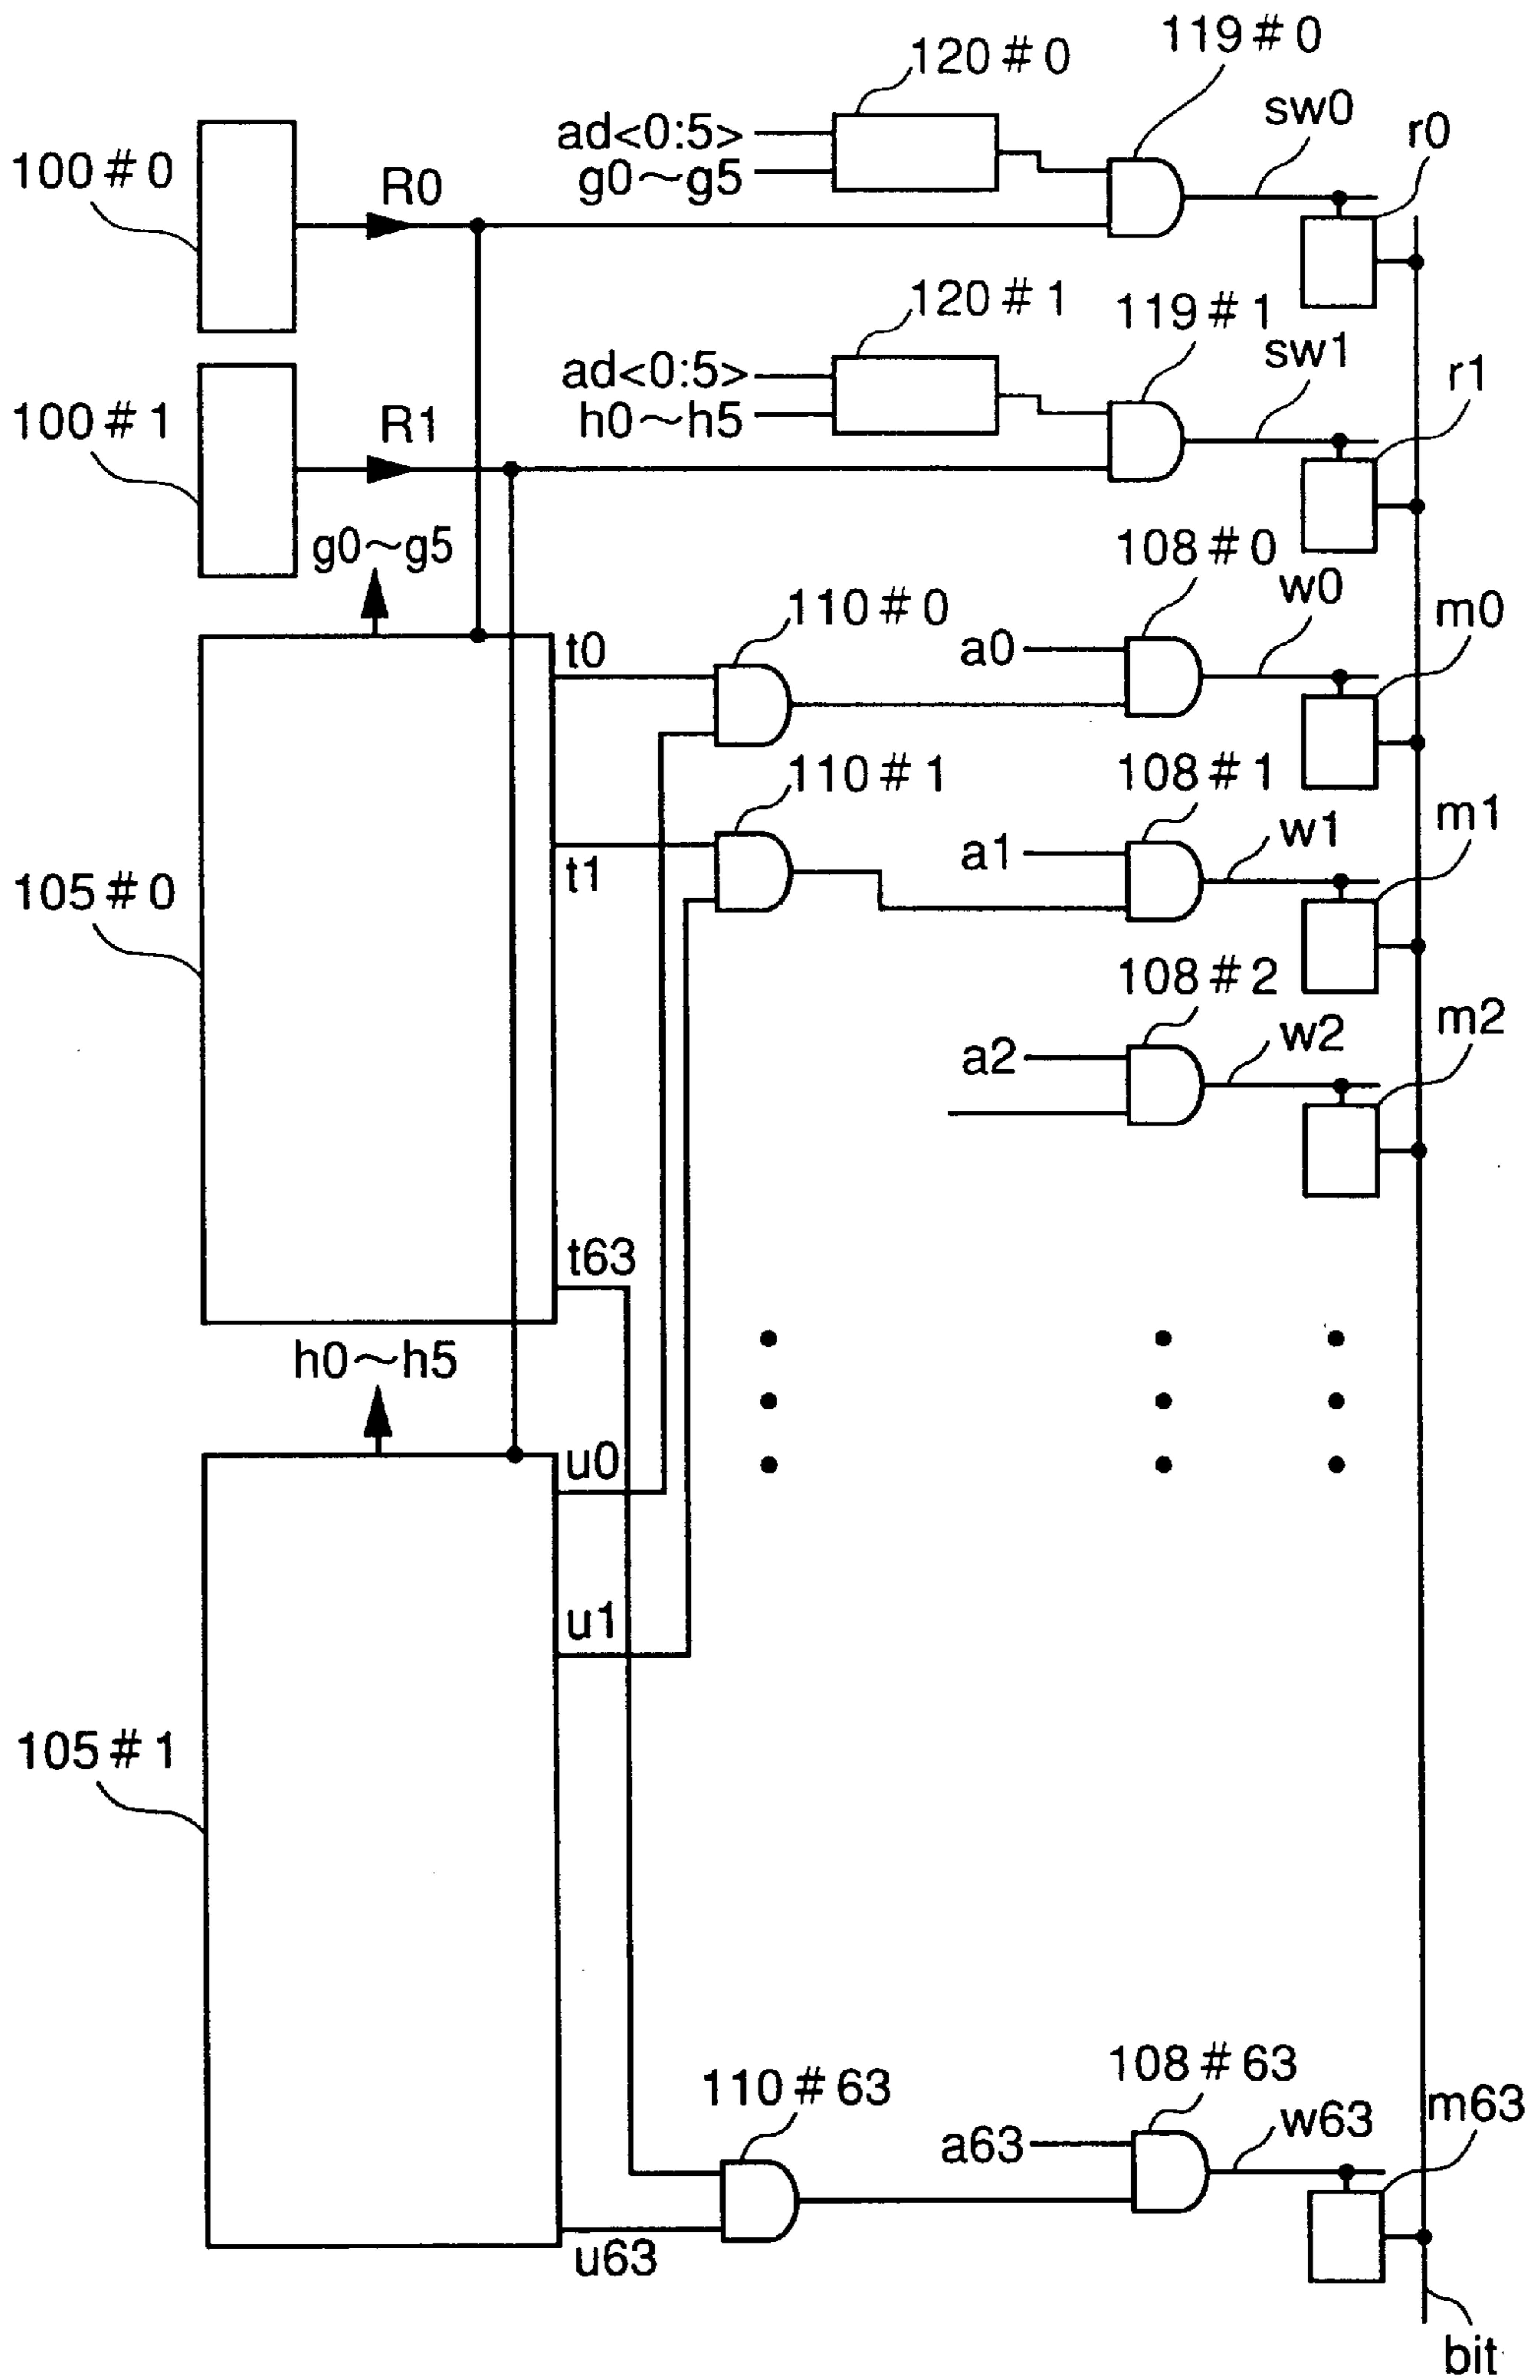 119#0
120#0
sw0
ad<0:5>
r0
100#0
R0
g0~g5
120#1
119#1
sw1
ad<0:5>
r1
100#1
R1
h0~h5
g0~g5
108#0
w0
110#0
m0
t0
a0
110#1
108#1
m1
w1
t1
a1
105#0
108#2
m2
w2
a2
t63
h0~h5
u0
u1
105#1
108#63
110#63
m63
w63
a63
u63
bit